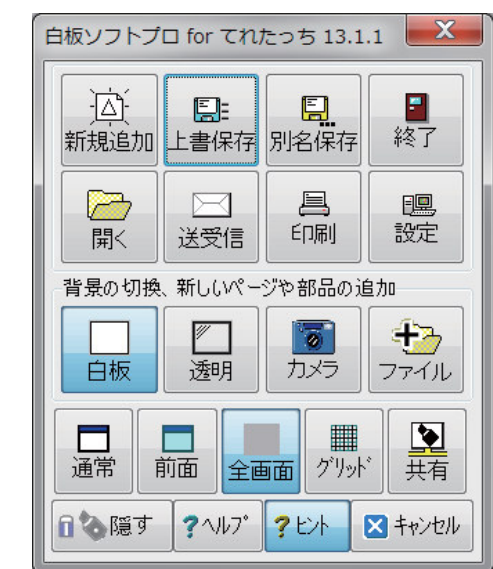 白板ソフトプロ for てれたっち 13.1.1
新規追加 上書保存 別名保存 終了
開く 送受信 印刷 設定
背景の切換、新しいページや部品の追加
白板 透明 カメラ ファイル
通常 前面 全画面 グリッド 共有
隠す ?ヘルプ ?ヒント キャンセル